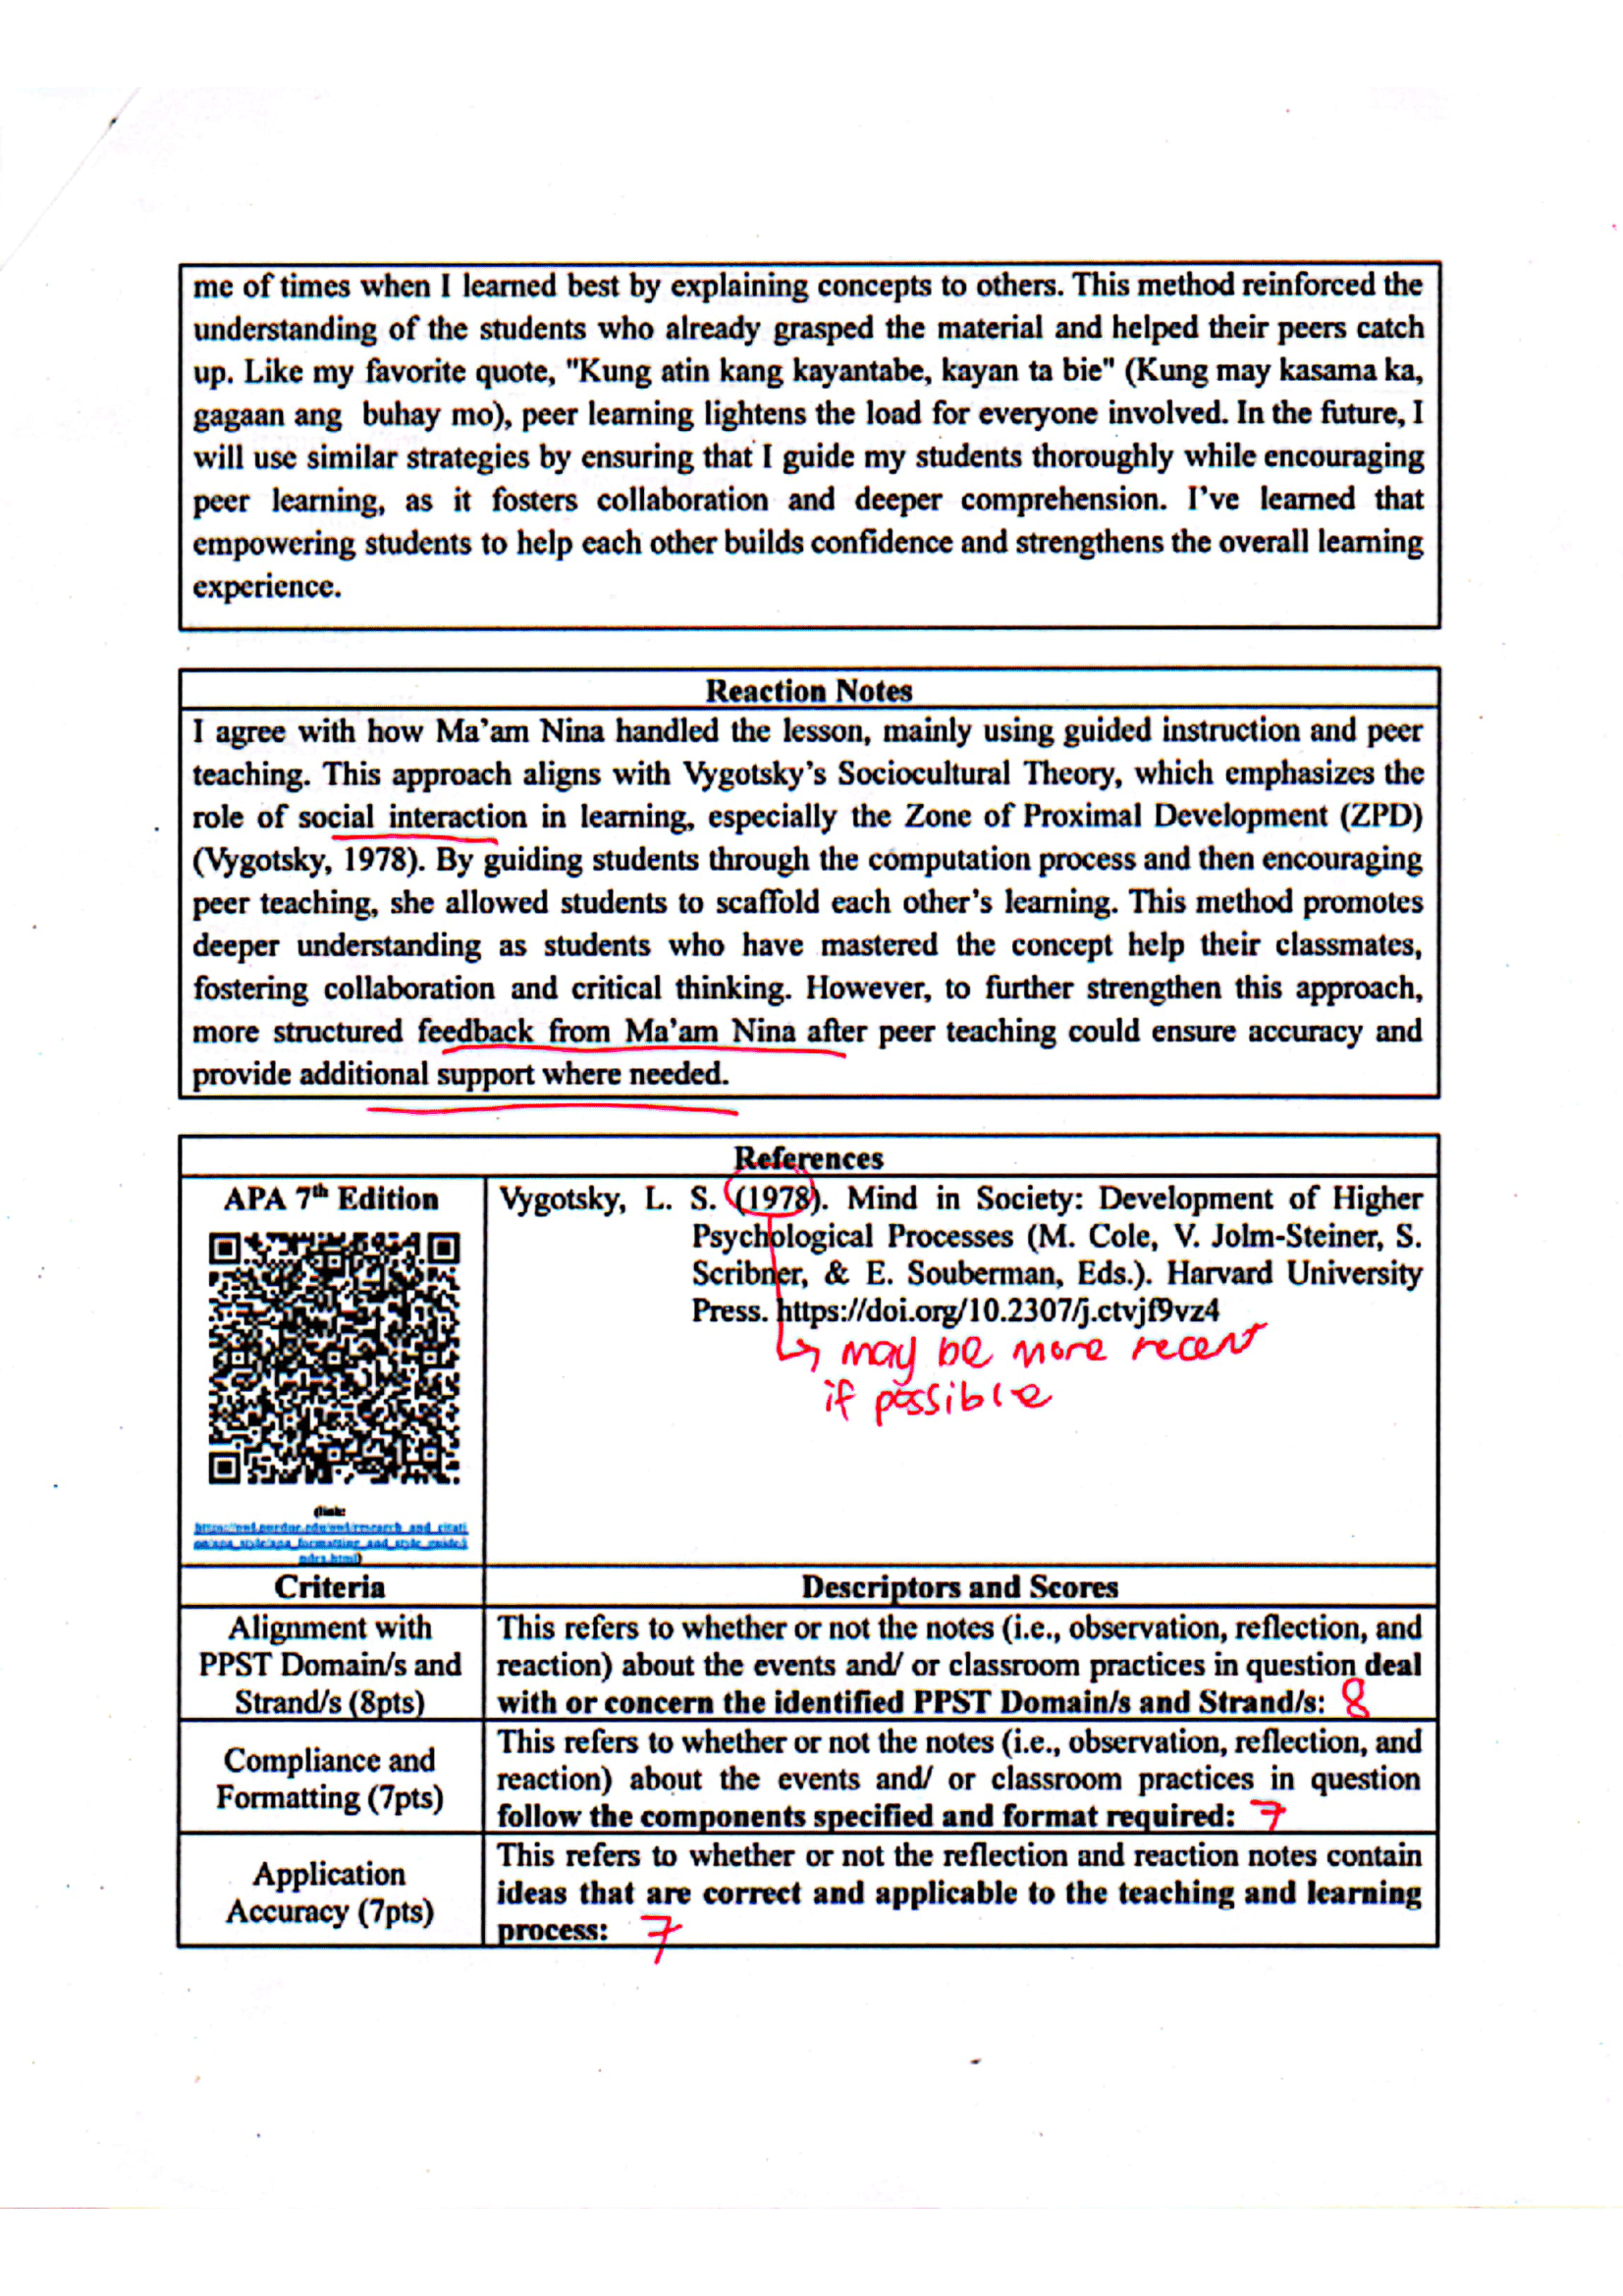 me of times when I learned best by explaining concepts to others. This method reinforced the
understanding of the students who already grasped the material and helped their peers catch
up. Like my favorite quote, "Kung atin kang kayantabe, kayan ta bie" (Kung may kasama ka,
gagaan ang buhay mo), peer learning lightens the load for everyone involved. In the future, I
will use similar strategies by ensuring that I guide my students thoroughly while encouraging
peer learning, as it fosters collaboration and deeper comprehension. I've learned that
empowering students to help each other builds confidence and strengthens the overall learning
experience.
Reaction Notes
I agree with how Ma'am Nina handled the lesson, mainly using guided instruction and peer
teaching. This approach aligns with Vygotsky's Sociocultural Theory, which emphasizes the
role of social interaction in learning, especially the Zone of Proximal Development (ZPD)
(Vygotsky, 1978). By guiding students through the computation process and then encouraging
peer teaching, she allowed students to scaffold each other's learning. This method promotes
deeper understanding as students who have mastered the concept help their classmates,
fostering collaboration and critical thinking. However, to further strengthen this approach,
more structured feedback from Ma'am Nina after peer teaching could ensure accuracy and
provide additional support where needed.
References
APA 7th Edition
(link:
https://owl.purdue.edu/owl/research_and_citati
on/apa_style/apa_formatting_and_style_guide/i
ndex.html)
Vygotsky, L. S. (1978). Mind in Society: Development of Higher
Psychological Processes (M. Cole, V. Jolm-Steiner, S.
Scribner, & E. Souberman, Eds.). Harvard University
Press. https://doi.org/10.2307/j.ctvjf9vz4
may be more recent
if possible
Criteria
Descriptors and Scores
Alignment with
PPST Domain/s and
Strand/s (8pts)
This refers to whether or not the notes (i.e., observation, reflection, and
reaction) about the events and/ or classroom practices in question deal
with or concern the identified PPST Domain/s and Strand/s: 8
Compliance and
Formatting (7pts)
This refers to whether or not the notes (i.e., observation, reflection, and
reaction) about the events and/ or classroom practices in question
follow the components specified and format required: 7
Application
Accuracy (7pts)
This refers to whether or not the reflection and reaction notes contain
ideas that are correct and applicable to the teaching and learning
process: 7